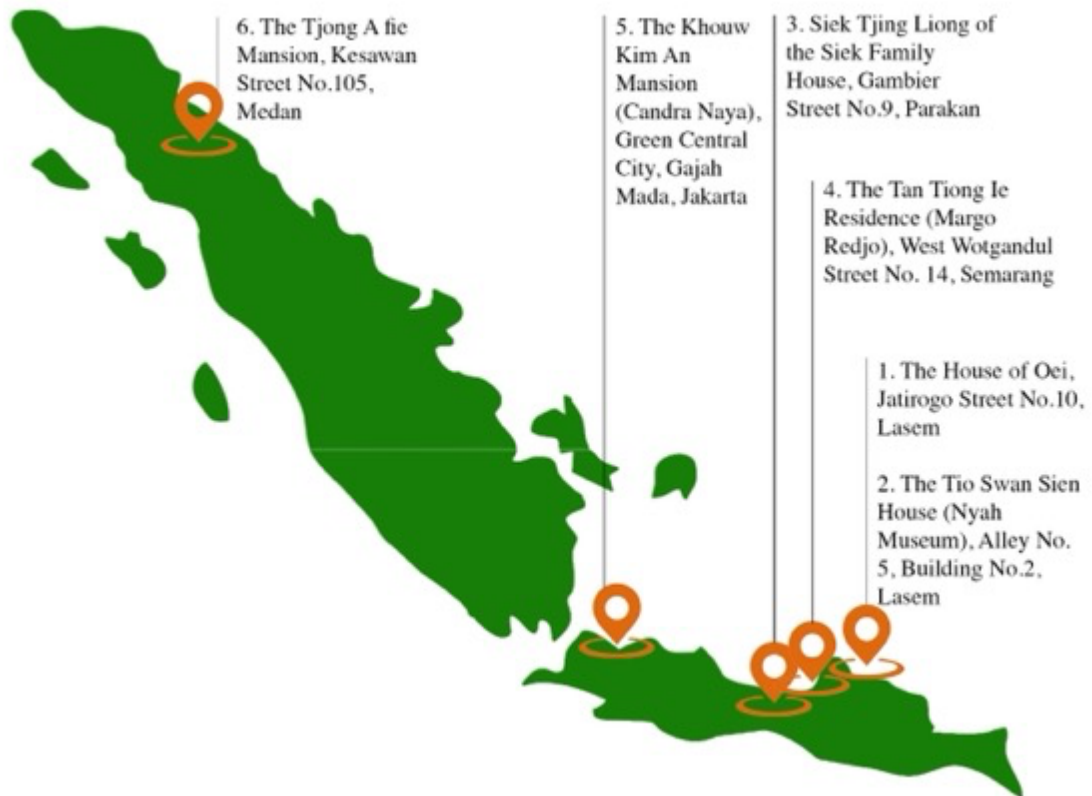 6. The Tjong A fie
Mansion, Kesawan
Street No.105,
Medan
5. The Khouw
Kim An
Mansion
(Candra Naya),
Green Central
City, Gajah
Mada, Jakarta
3. Siek Tjing Liong of
the Siek Family
House, Gambier
Street No.9, Parakan
4. The Tan Tiong Ie
Residence (Margo
Redjo), West Wotgandul
Street No. 14, Semarang
1. The House of Oei,
Jatirogo Street No.10,
Lasem
2. The Tio Swan Sien
House (Nyah
Museum), Alley No.
5, Building No.2,
Lasem